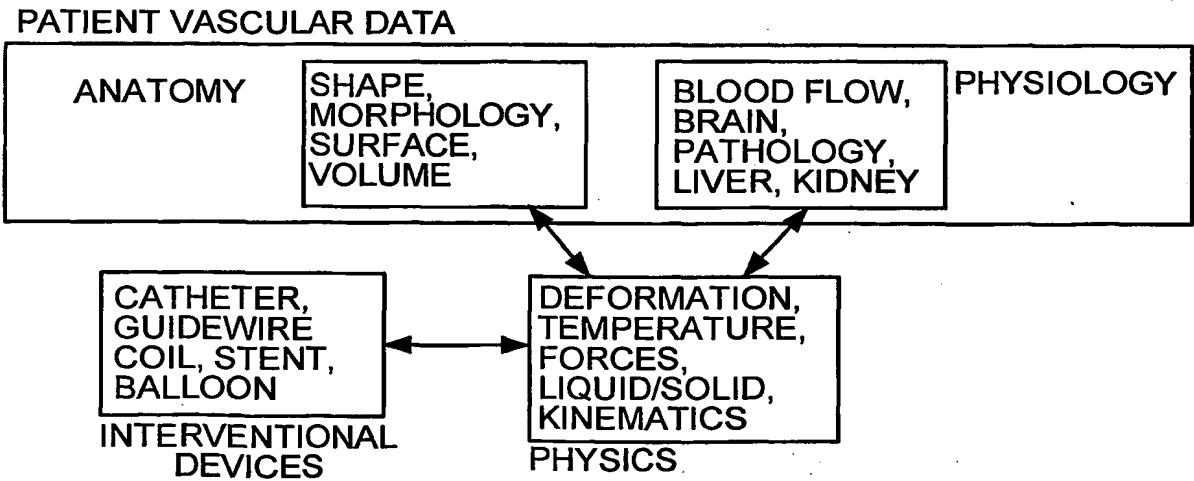 PATIENT VASCULAR DATA
ANATOMY
SHAPE,
MORPHOLOGY,
SURFACE,
VOLUME
BLOOD FLOW,
BRAIN,
PATHOLOGY,
LIVER, KIDNEY
PHYSIOLOGY
CATHETER,
GUIDEWIRE
COIL, STENT,
BALLOON
INTERVENTIONAL
DEVICES
DEFORMATION,
TEMPERATURE,
FORCES,
LIQUID/SOLID,
KINEMATICS
PHYSICS